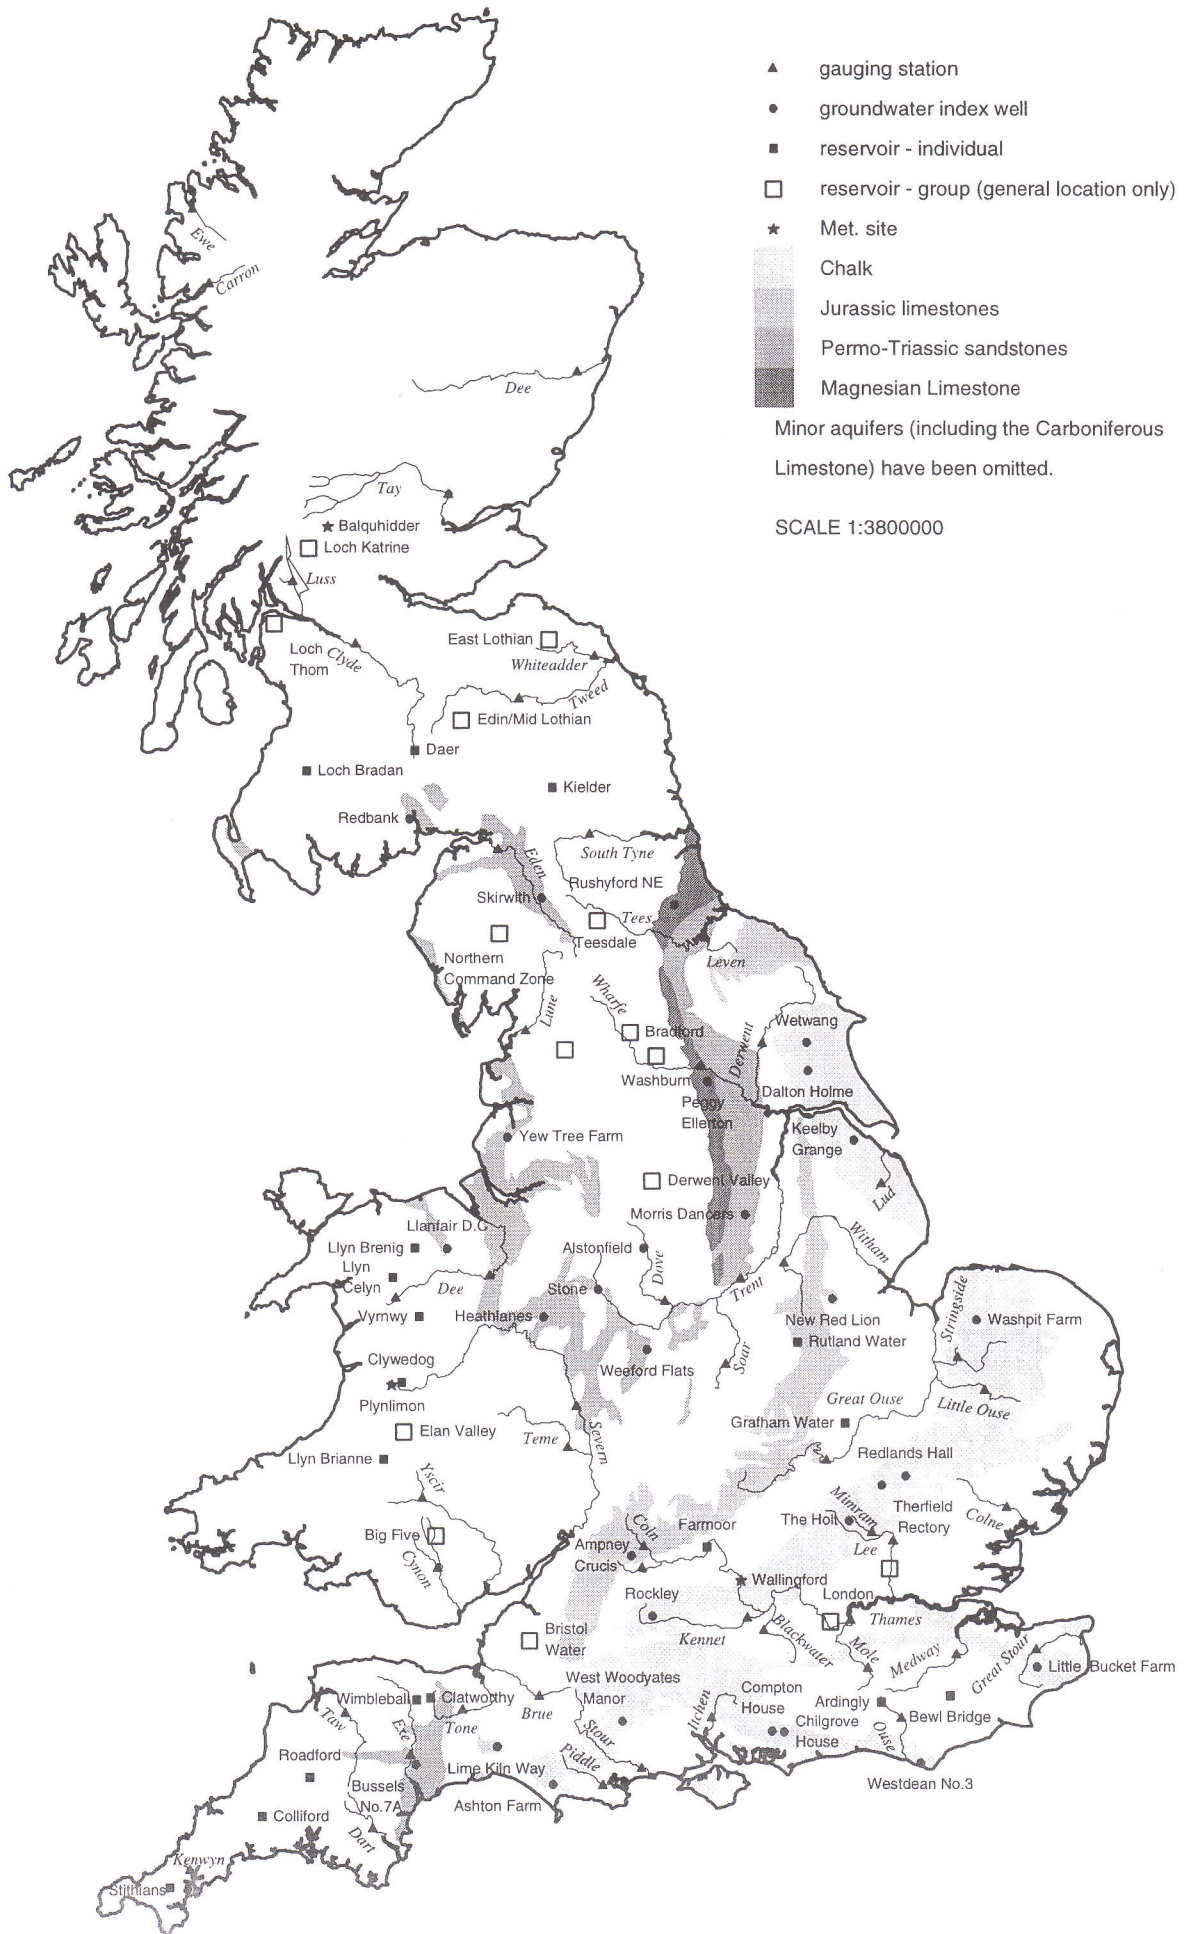 gauging station
groundwater index well
reservoir - individual
reservoir - group (general location only)
Met. site
Chalk
Jurassic limestones
Permo-Triassic sandstones
Magnesian Limestone
Minor aquifers (including the Carboniferous
Limestone) have been omitted.
SCALE 1:3800000
Ewe
Carron
Dee
Tay
Balquhidder
Loch Katrine
Luss
East Lothian
Loch
Thom
Clyde
Whiteadder
Tweed
Edin/Mid Lothian
Daer
Loch Bradan
Kielder
Redbank
South Tyne
Eden
Rushyford NE
Skirwith
Tees
Teesdale
Northern
Command Zone
Leven
Lune
Wharfe
Bradford
Derwent
Wetwang
Washburn
Dalton Holme
Peggy
Ellerton
Keelby
Grange
Yew Tree Farm
Derwent Valley
Lud
Morris Dancers
Llanfair D.C
Llyn Brenig
Alstonfield
Witham
Llyn
Celyn
Dee
Dove
Stone
Trent
Vyrnwy
Heathlanes
New Red Lion
Stringside
Washpit Farm
Rutland Water
Clywedog
Weeford Flats
Soar
Plynlimon
Great Ouse
Little Ouse
Elan Valley
Teme
Severn
Grafham Water
Llyn Brianne
Redlands Hall
Yscir
Mimram
Therfield
Rectory
Colne
Big Five
Cynon
Coln
Farmoor
The Holt
Ampney
Crucis
Lee
Wallingford
Rockley
London
Thames
Kennet
Blackwater
Mole
Medway
Great Stour
Bristol
Water
Little Bucket Farm
West Woodyates
Manor
Compton
House
Ardingly
Wimbleball
Clatworthy
Taw
Exe
Tone
Brue
Itchen
Chilgrove
House
Bewl Bridge
Ouse
Stour
Roadford
Lime Kiln Way
Piddle
Bussels
No.7A
Ashton Farm
Westdean No.3
Colliford
Dart
Kenwyn
Stithians